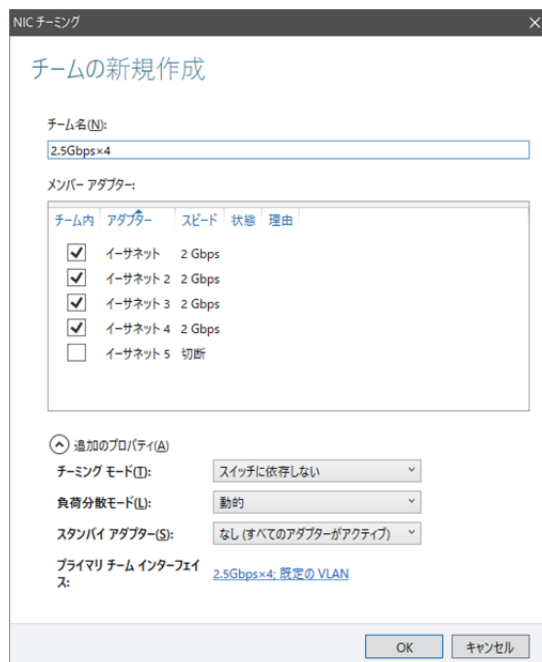 NIC チーミング
チームの新規作成
チーム名(N):
2.5Gbps×4
メンバー アダプター:
チーム内 アダプター スピード 状態 理由
イーサネット 2 Gbps
イーサネット 2 2 Gbps
イーサネット 3 2 Gbps
イーサネット 4 2 Gbps
イーサネット 5 切断
追加のプロパティ(A)
チーミング モード(T): スイッチに依存しない
負荷分散モード(L): 動的
スタンバイ アダプター(S): なし (すべてのアダプターがアクティブ)
プライマリ チーム インターフェイ
ス: 2.5Gbps×4; 既定の VLAN
OK キャンセル